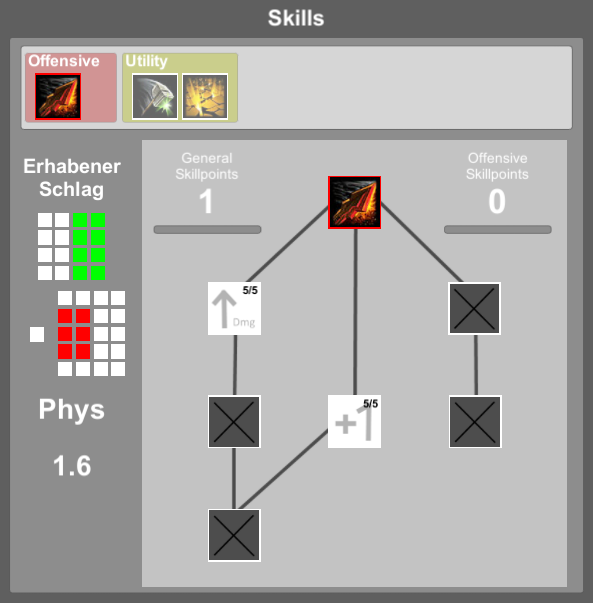 Skills
Offensive
Utility
Erhabener
Schlag
General
Skillpoints
1
Offensive
Skillpoints
0
5/5
Dmg
5/5
+1
Phys
1.6